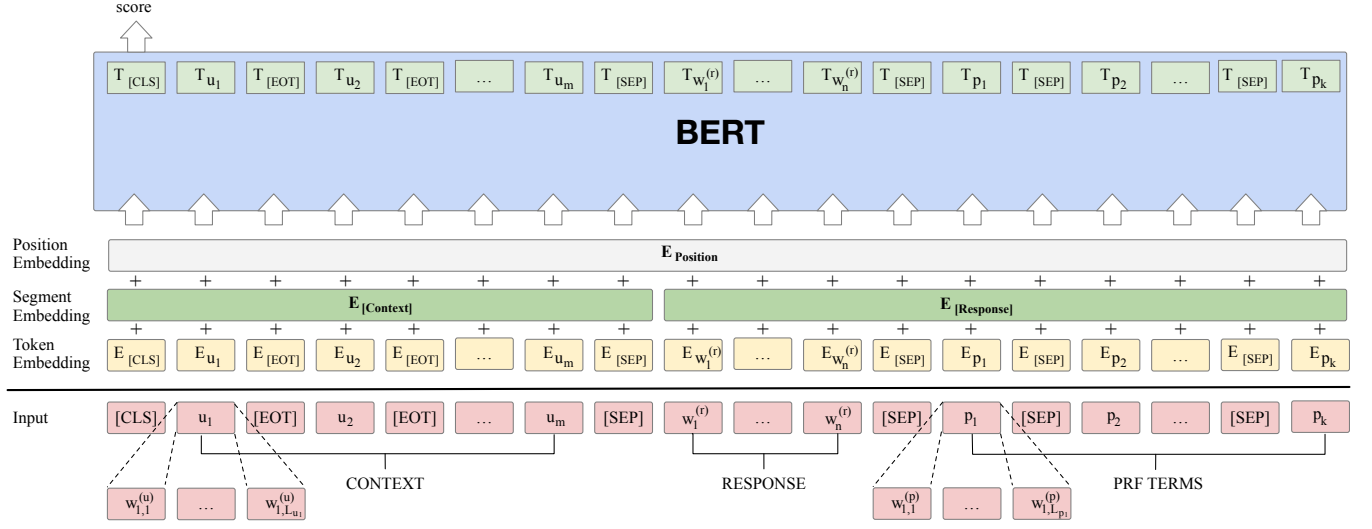 score
T[CLS] Tu1 T[EOT] Tu2 T[EOT] … Tum T[SEP] Tw1(r) … Twn(r) T[SEP] Tp1 T[SEP] Tp2 … T[SEP] Tpk
BERT
Position
Embedding
E Position
+ + + + + + + + + + + + + + + + + +
Segment
Embedding
E [Context] E [Response]
+ + + + + + + + + + + + + + + + + +
Token
Embedding
E[CLS] Eu1 E[EOT] Eu2 E[EOT] … Eum E[SEP] Ew1(r) … Ewn(r) E[SEP] Ep1 E[SEP] Ep2 … E[SEP] Epk
Input [CLS] u1 [EOT] u2 [EOT] … um [SEP] w1(r) … wn(r) [SEP] p1 [SEP] p2 … [SEP] pk
CONTEXT RESPONSE PRF TERMS
w1,1(u) … w1,Lu1(u) w1,1(p) … w1,Lp1(p)